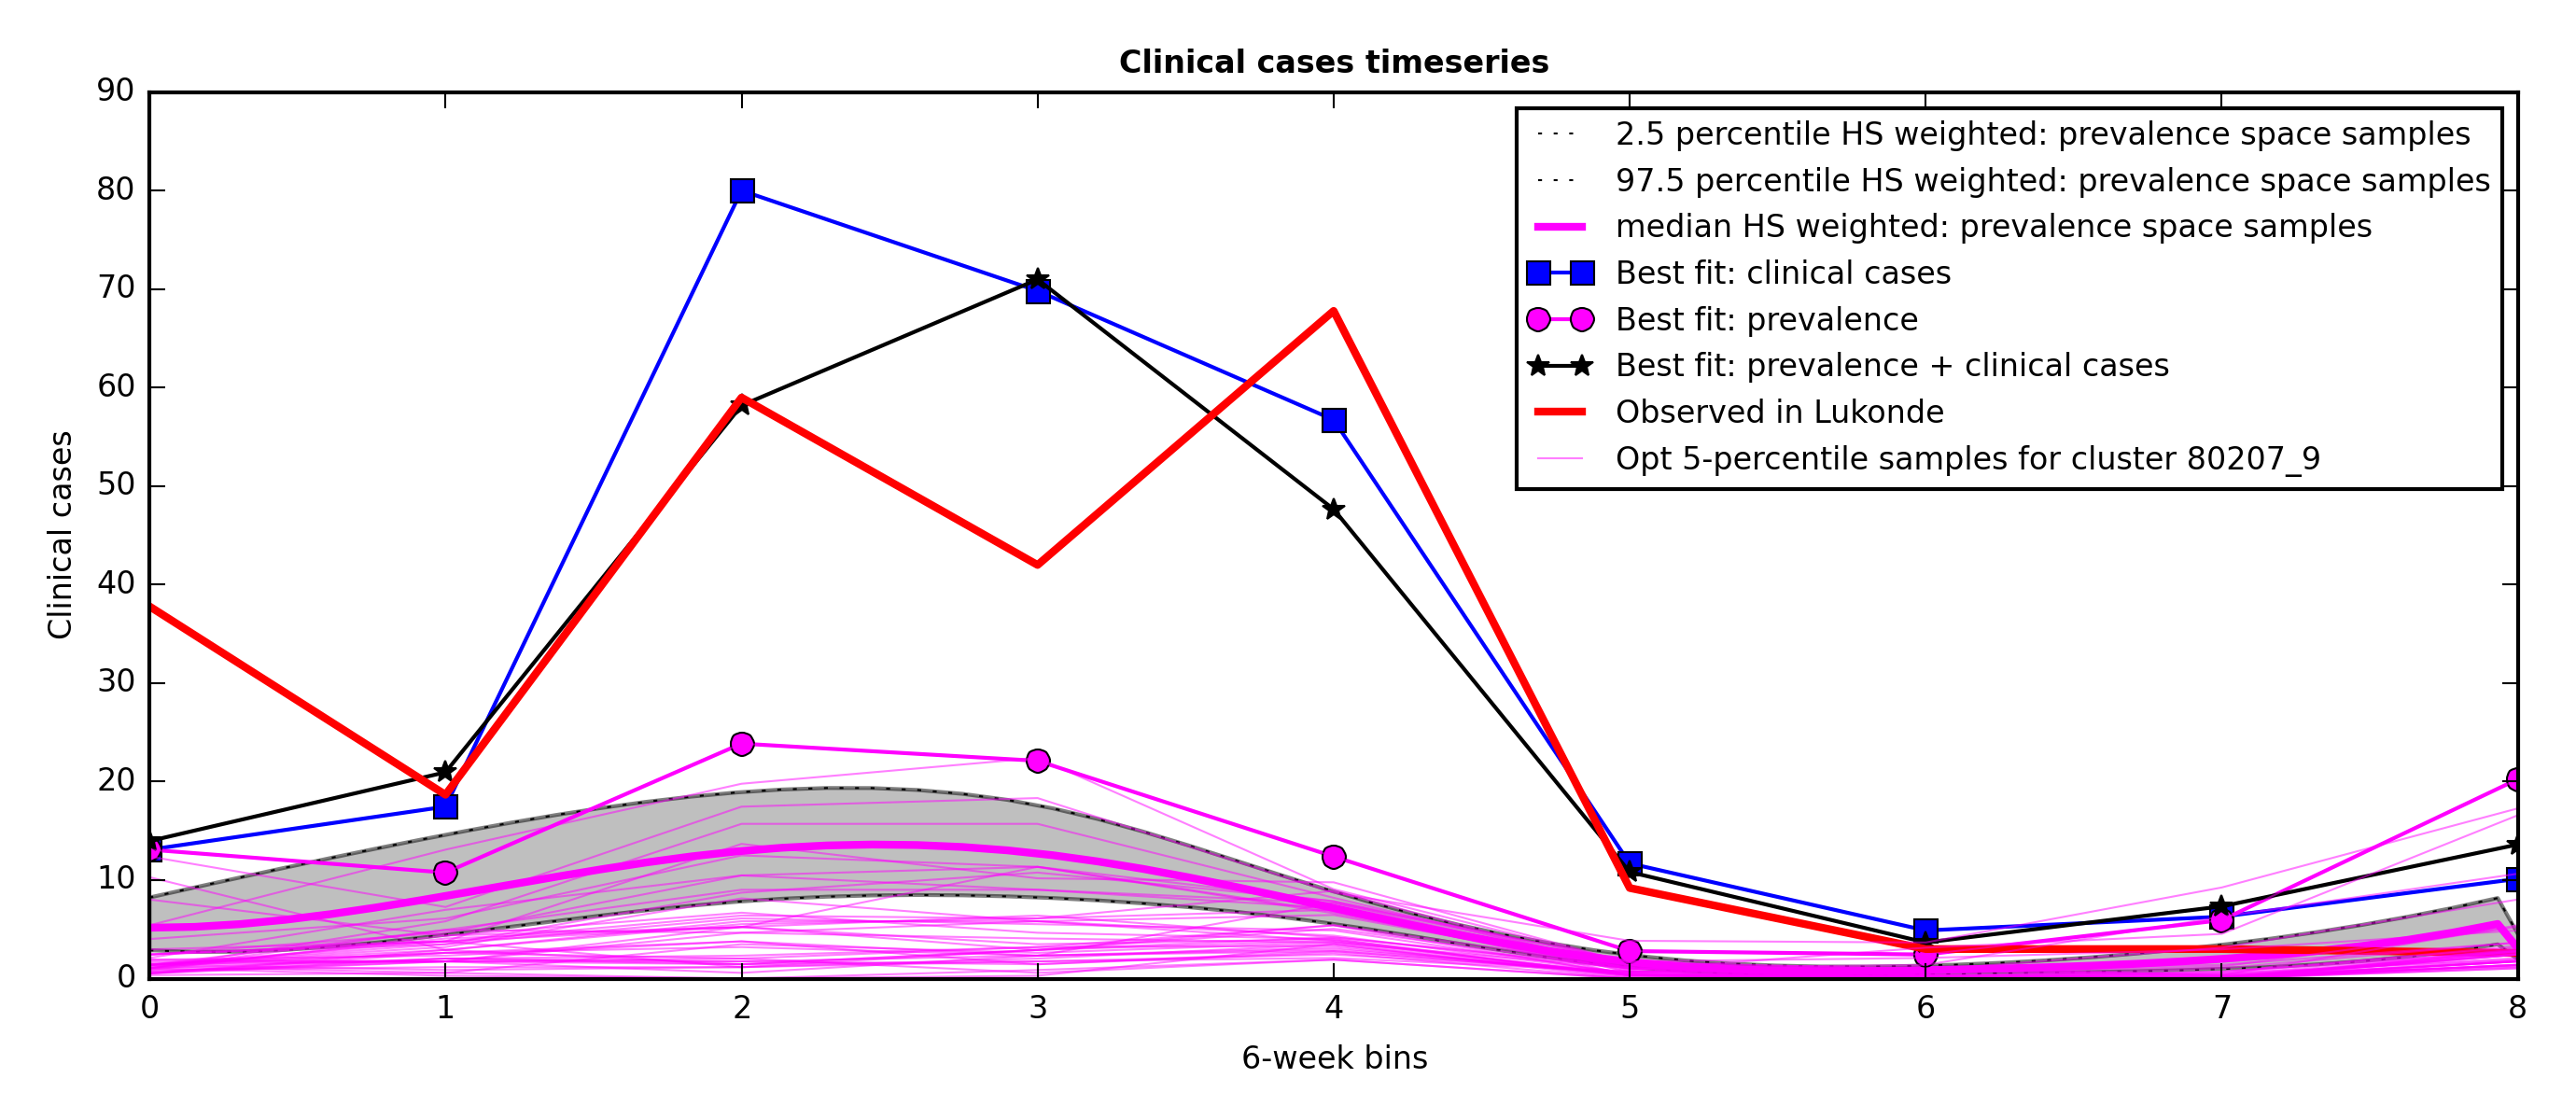 Clinical cases timeseries
90
80
70
60
50
40
30
20
10
0
Clinical cases
2.5 percentile HS weighted: prevalence space samples
97.5 percentile HS weighted: prevalence space samples
median HS weighted: prevalence space samples
Best fit: clinical cases
Best fit: prevalence
Best fit: prevalence + clinical cases
Observed in Lukonde
Opt 5-percentile samples for cluster 80207_9
0 1 2 3 4 5 6 7 8
6-week bins